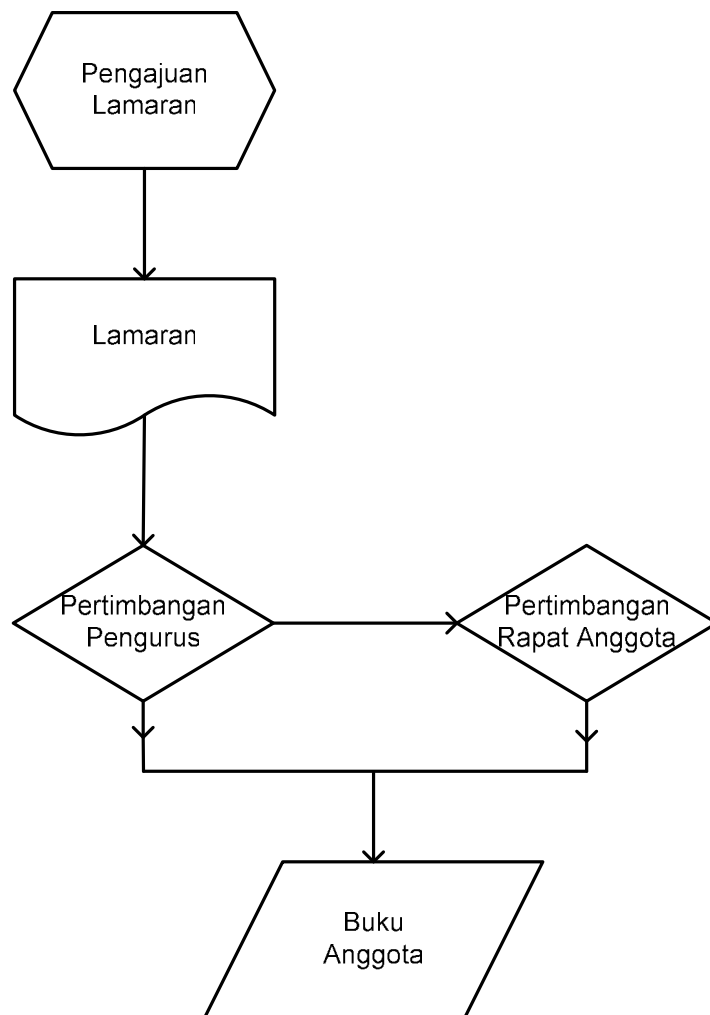 Pengajuan
Lamaran
Lamaran
Pertimbangan
Pengurus
Pertimbangan
Rapat Anggota
Buku
Anggota